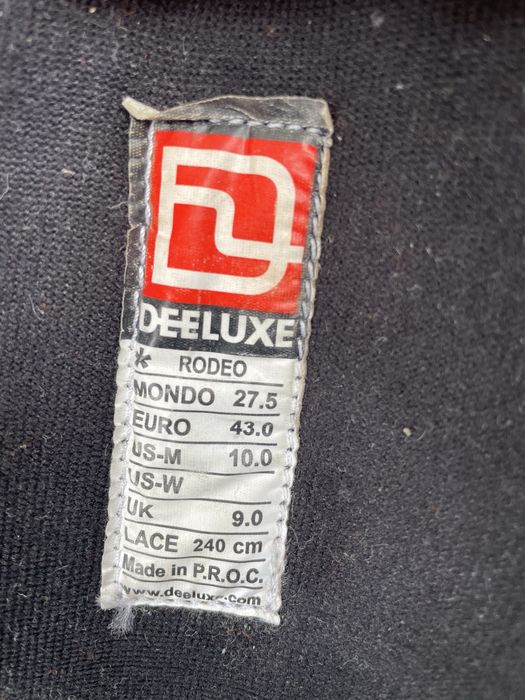 DEELUXE
* RODEO
MONDO 27.5
EURO 43.0
US-M 10.0
US-W
UK 9.0
LACE 240 cm
Made in P.R.O.C.
www.deeluxe.com